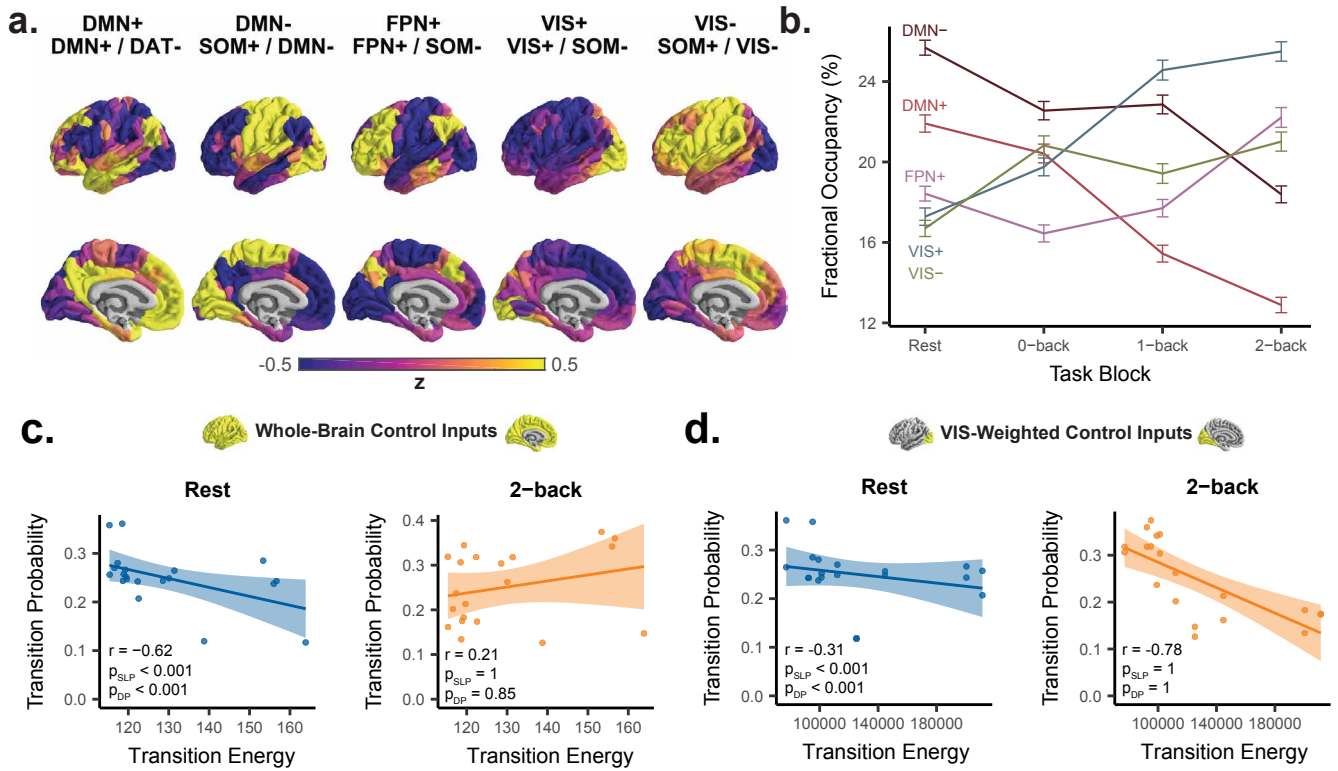 a.
DMN+ DMN- FPN+ VIS+ VIS-
DMN+ / DAT- SOM+ / DMN- FPN+ / SOM- VIS+ / SOM- SOM+ / VIS-
-0.5 0.5
z
b.
Fractional Occupancy (%)
24
20
16
12
DMN−
DMN+
FPN+
VIS+
VIS−
Rest 0-back 1-back 2-back
Task Block
c.
Whole-Brain Control Inputs
Rest
Transition Probability
0.3
0.2
0.1
0.0
r = −0.62
pSLP < 0.001
pDP < 0.001
120 130 140 150 160
Transition Energy
2−back
Transition Probability
0.4
0.3
0.2
0.1
0.0
r = 0.21
pSLP = 1
pDP = 0.85
120 130 140 150 160
Transition Energy
d.
VIS-Weighted Control Inputs
Rest
Transition Probability
0.3
0.2
0.1
0.0
r = -0.31
pSLP < 0.001
pDP < 0.001
100000 140000 180000
Transition Energy
2−back
Transition Probability
0.3
0.2
0.1
0.0
r = -0.78
pSLP = 1
pDP = 1
100000 140000 180000
Transition Energy